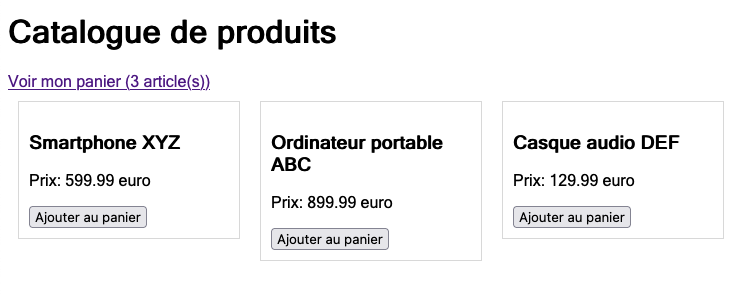 Catalogue de produits
Voir mon panier (3 article(s))
Smartphone XYZ
Prix: 599.99 euro
Ajouter au panier
Ordinateur portable
ABC
Prix: 899.99 euro
Ajouter au panier
Casque audio DEF
Prix: 129.99 euro
Ajouter au panier